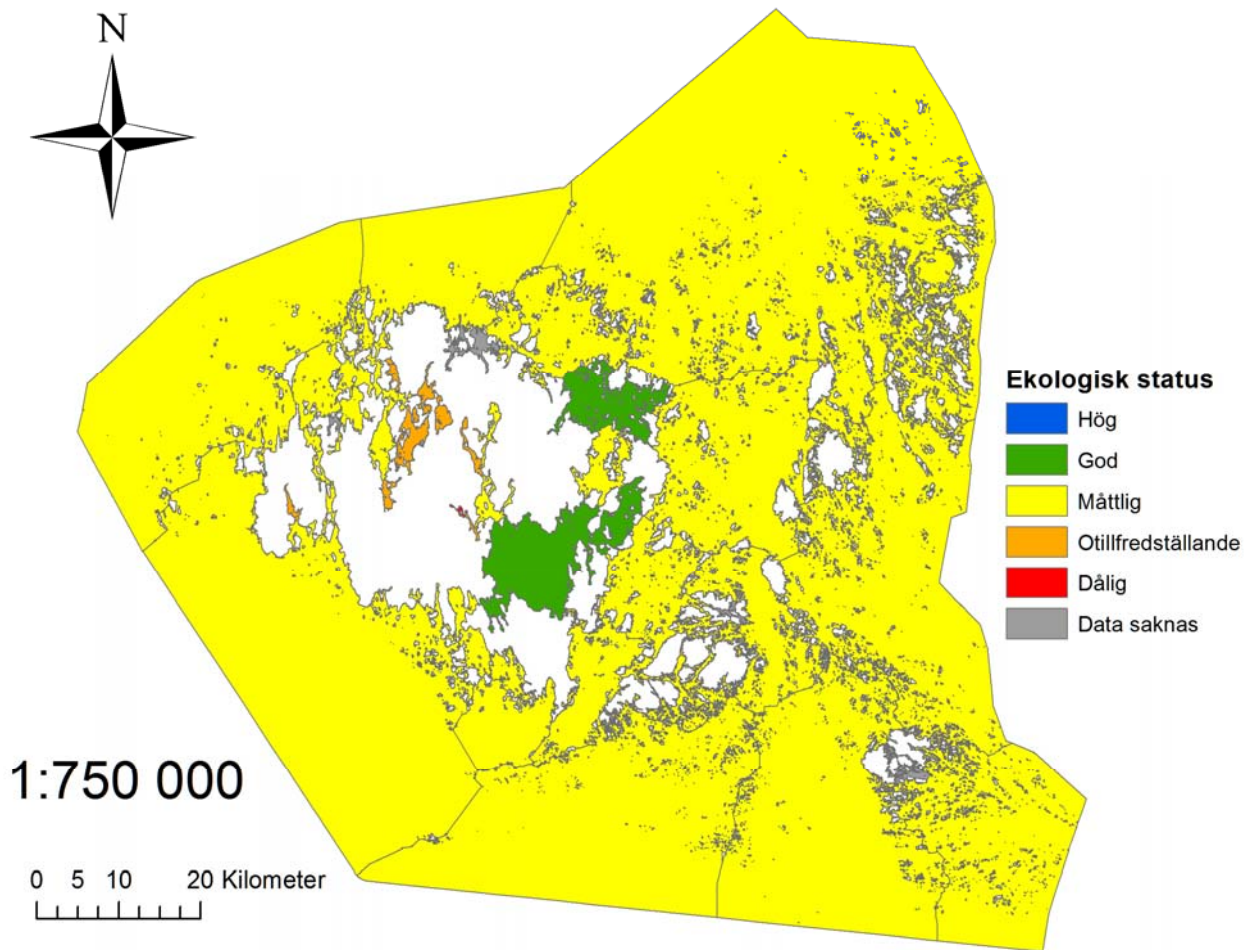 N
Ekologisk status
Hög
God
Måttlig
Otillfredställande
Dålig
Data saknas
1:750 000
0 5 10 20 Kilometer